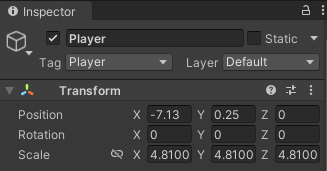 Inspector
Player
Static
Tag Player Layer Default
Transform
Position X -7.13 Y 0.25 Z 0
Rotation X 0 Y 0 Z 0
Scale X 4.8100 Y 4.8100 Z 4.8100